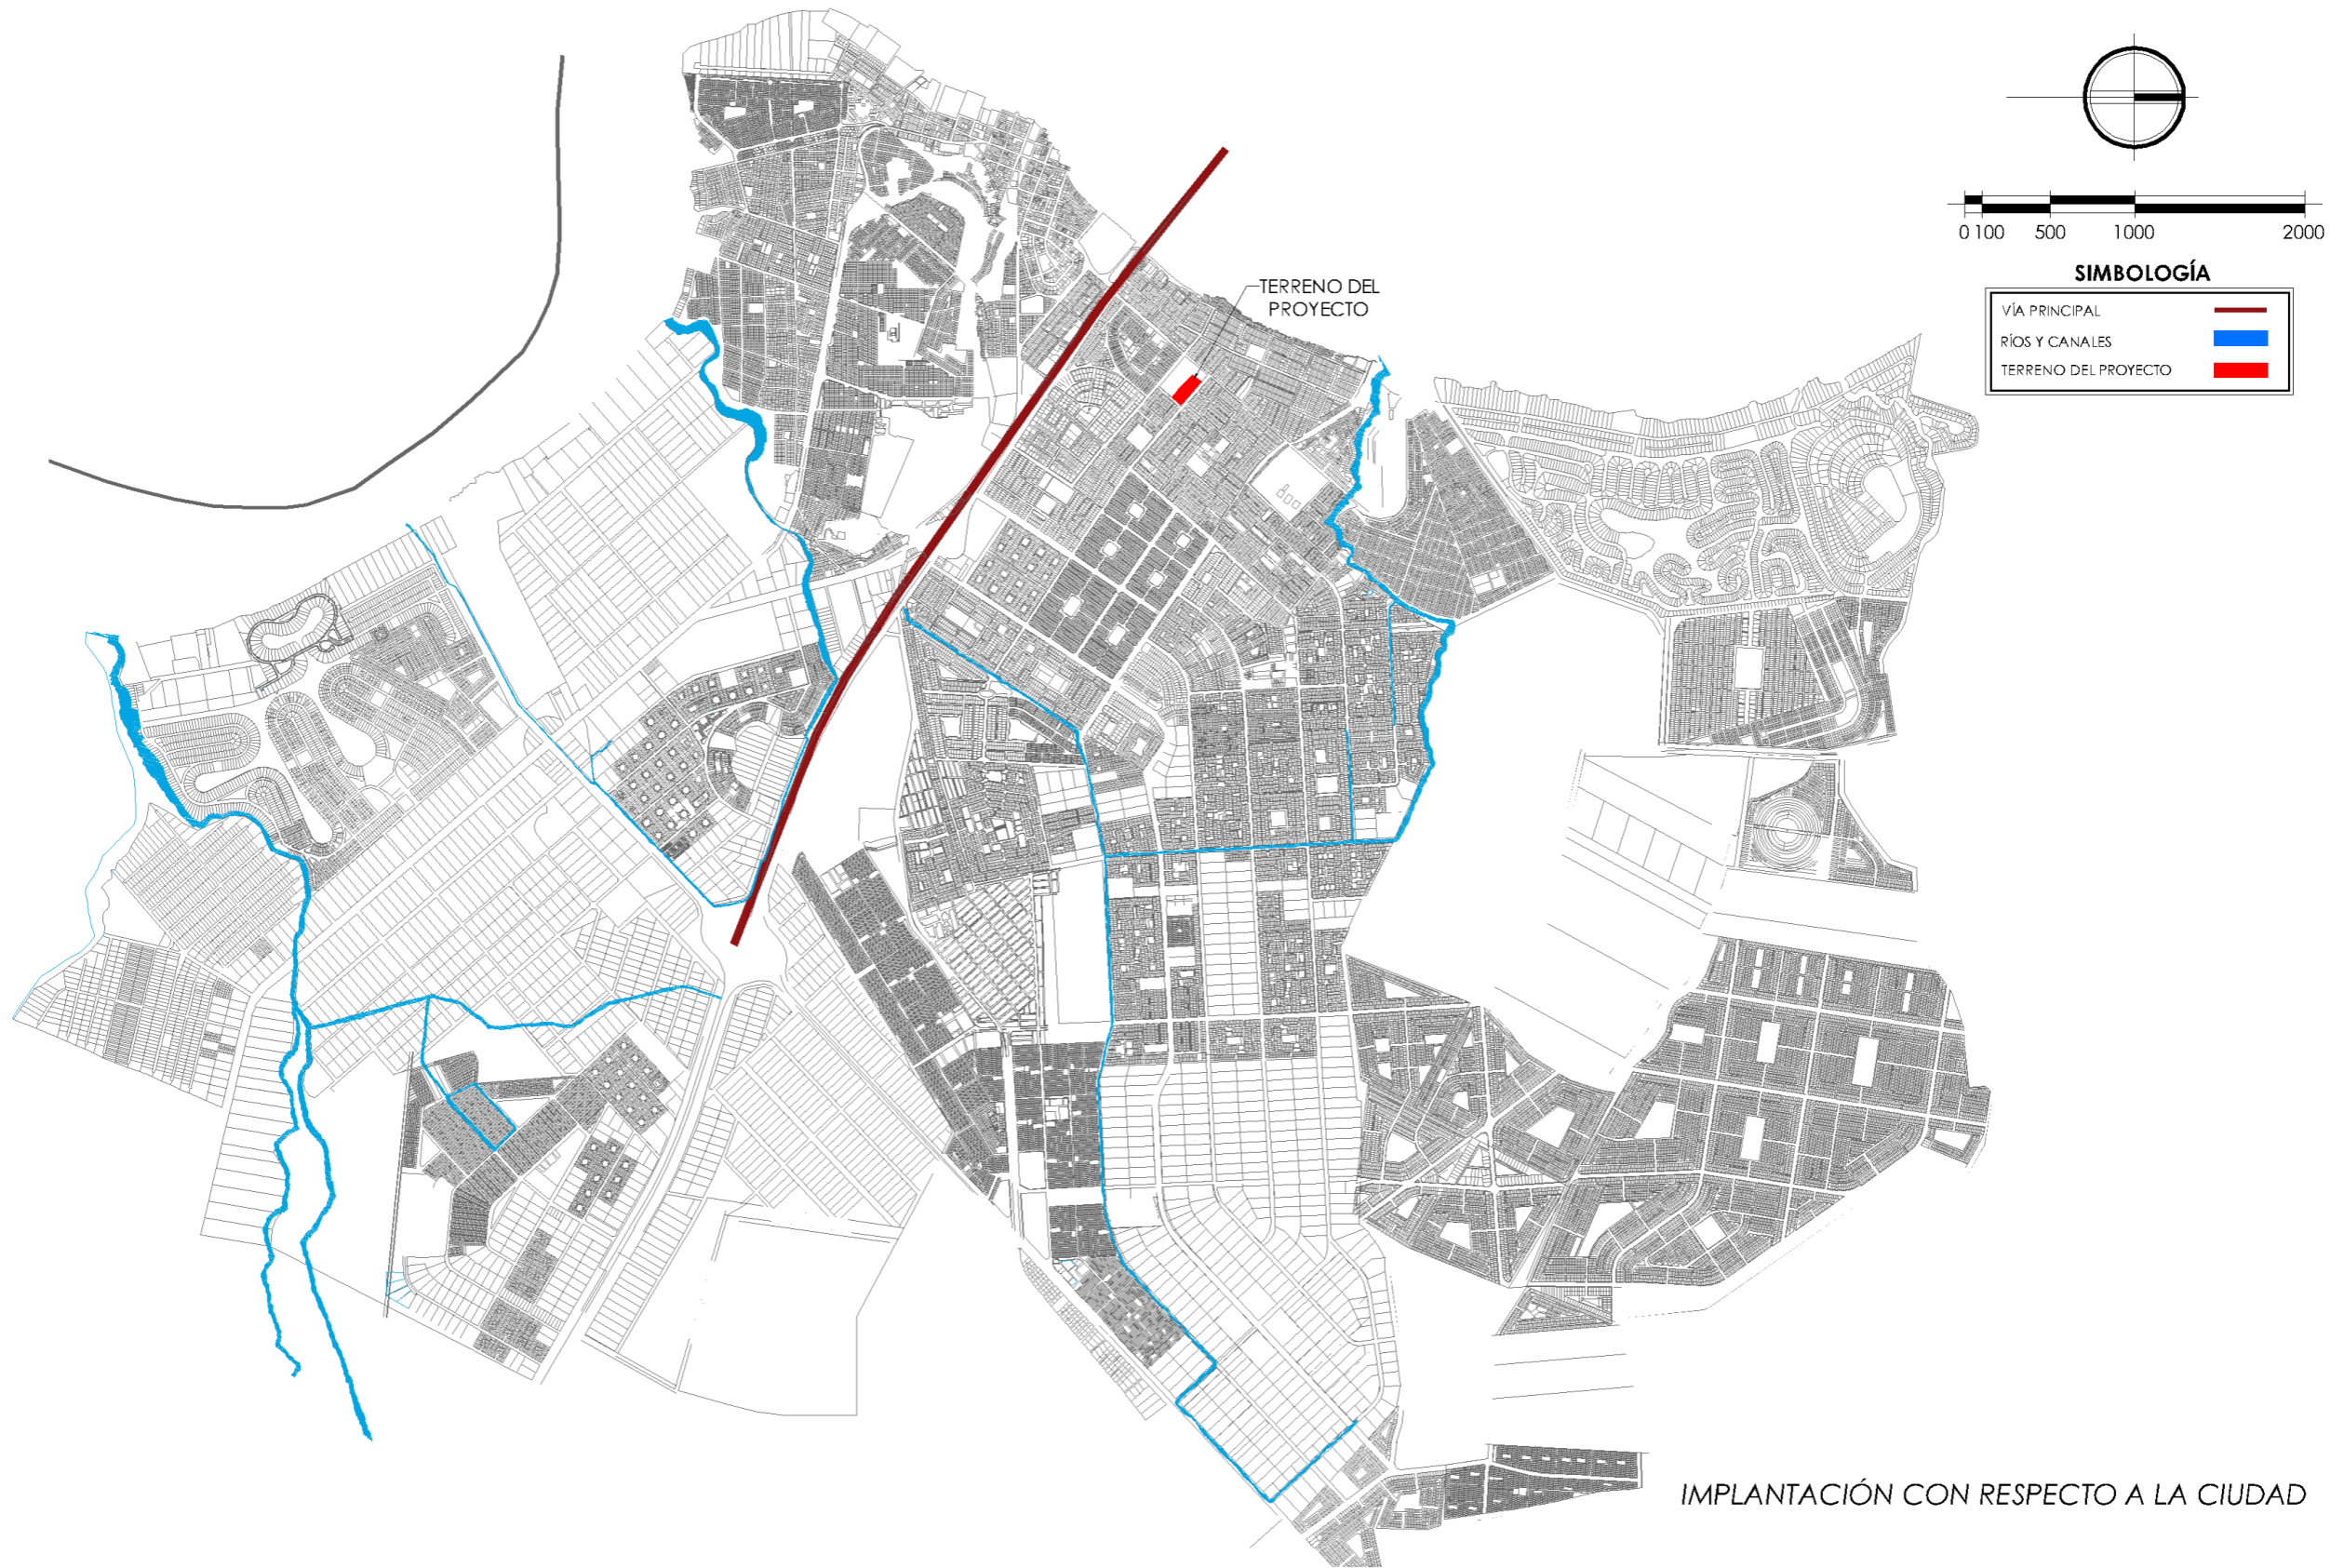 0 100 500 1000 2000
SIMBOLOGÍA
VÍA PRINCIPAL
RÍOS Y CANALES
TERRENO DEL PROYECTO
TERRENO DEL
PROYECTO
IMPLANTACIÓN CON RESPECTO A LA CIUDAD